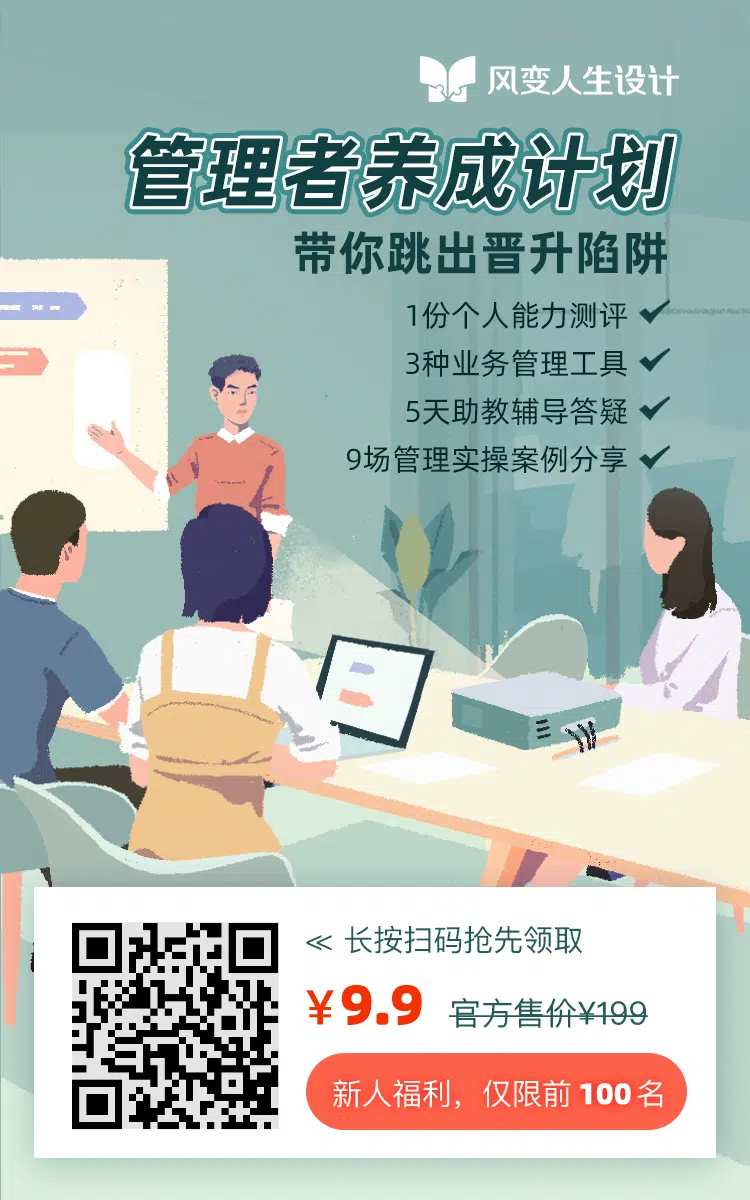 风变人生设计
管理者养成计划
带你跳出晋升陷阱
1份个人能力测评
3种业务管理工具
5天助教辅导答疑
9场管理实操案例分享
≪ 长按扫码抢先领取
¥9.9 官方售价¥199
新人福利，仅限前 100 名